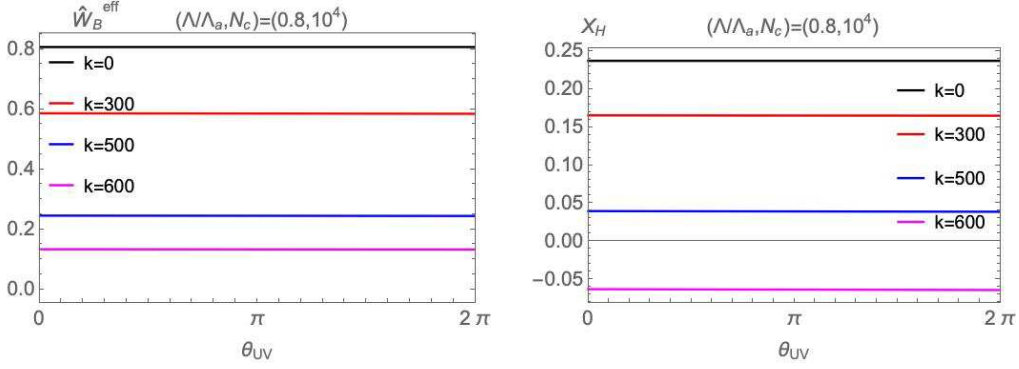 Ŵ_B^eff (Λ/Λ_a,N_c)=(0.8,10^4)
0.8
0.6
0.4
0.2
0.0
k=0
k=300
k=500
k=600
0 π 2 π
θ_UV
X_H (Λ/Λ_a,N_c)=(0.8,10^4)
0.25
0.20
0.15
0.10
0.05
0.00
-0.05
k=0
k=300
k=500
k=600
0 π 2 π
θ_UV